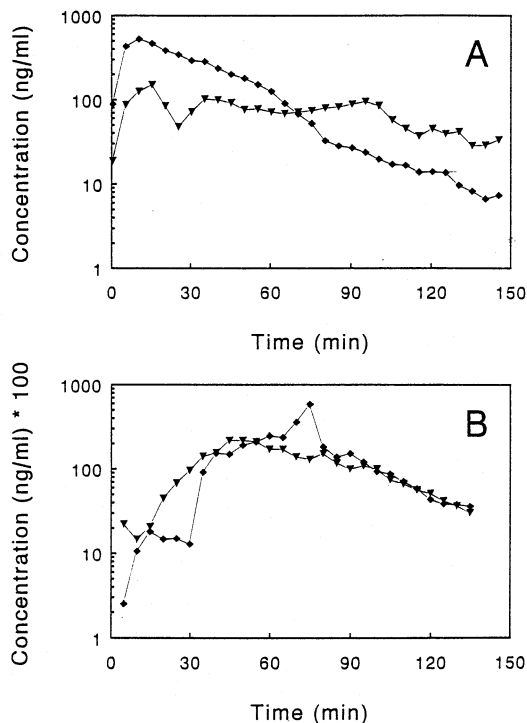 1000
A
100
10
1
Concentration (ng/ml)
0 30 60 90 120 150
Time (min)
1000
B
100
10
1
Concentration (ng/ml) * 100
0 30 60 90 120 150
Time (min)